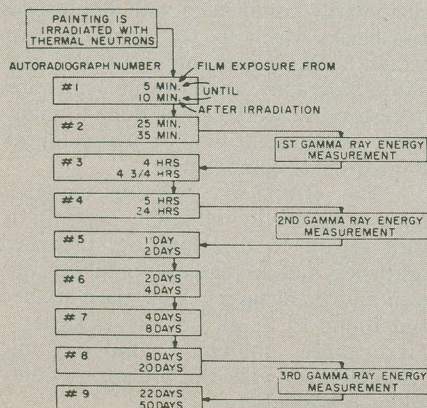 PAINTING IS
IRRADIATED WITH
THERMAL NEUTRONS
AUTORADIOGRAPH NUMBER
FILM EXPOSURE FROM
#1 5 MIN.
UNTIL
10 MIN.
AFTER IRRADIATION
#2 25 MIN.
35 MIN.
1ST GAMMA RAY ENERGY
MEASUREMENT
#3 4 HRS
4 3/4 HRS
#4 5 HRS
24 HRS
2ND GAMMA RAY ENERGY
MEASUREMENT
#5 1 DAY
2 DAYS
#6 2 DAYS
4 DAYS
#7 4 DAYS
8 DAYS
#8 8 DAYS
20 DAYS
3RD GAMMA RAY ENERGY
MEASUREMENT
#9 22 DAYS
50 DAYS